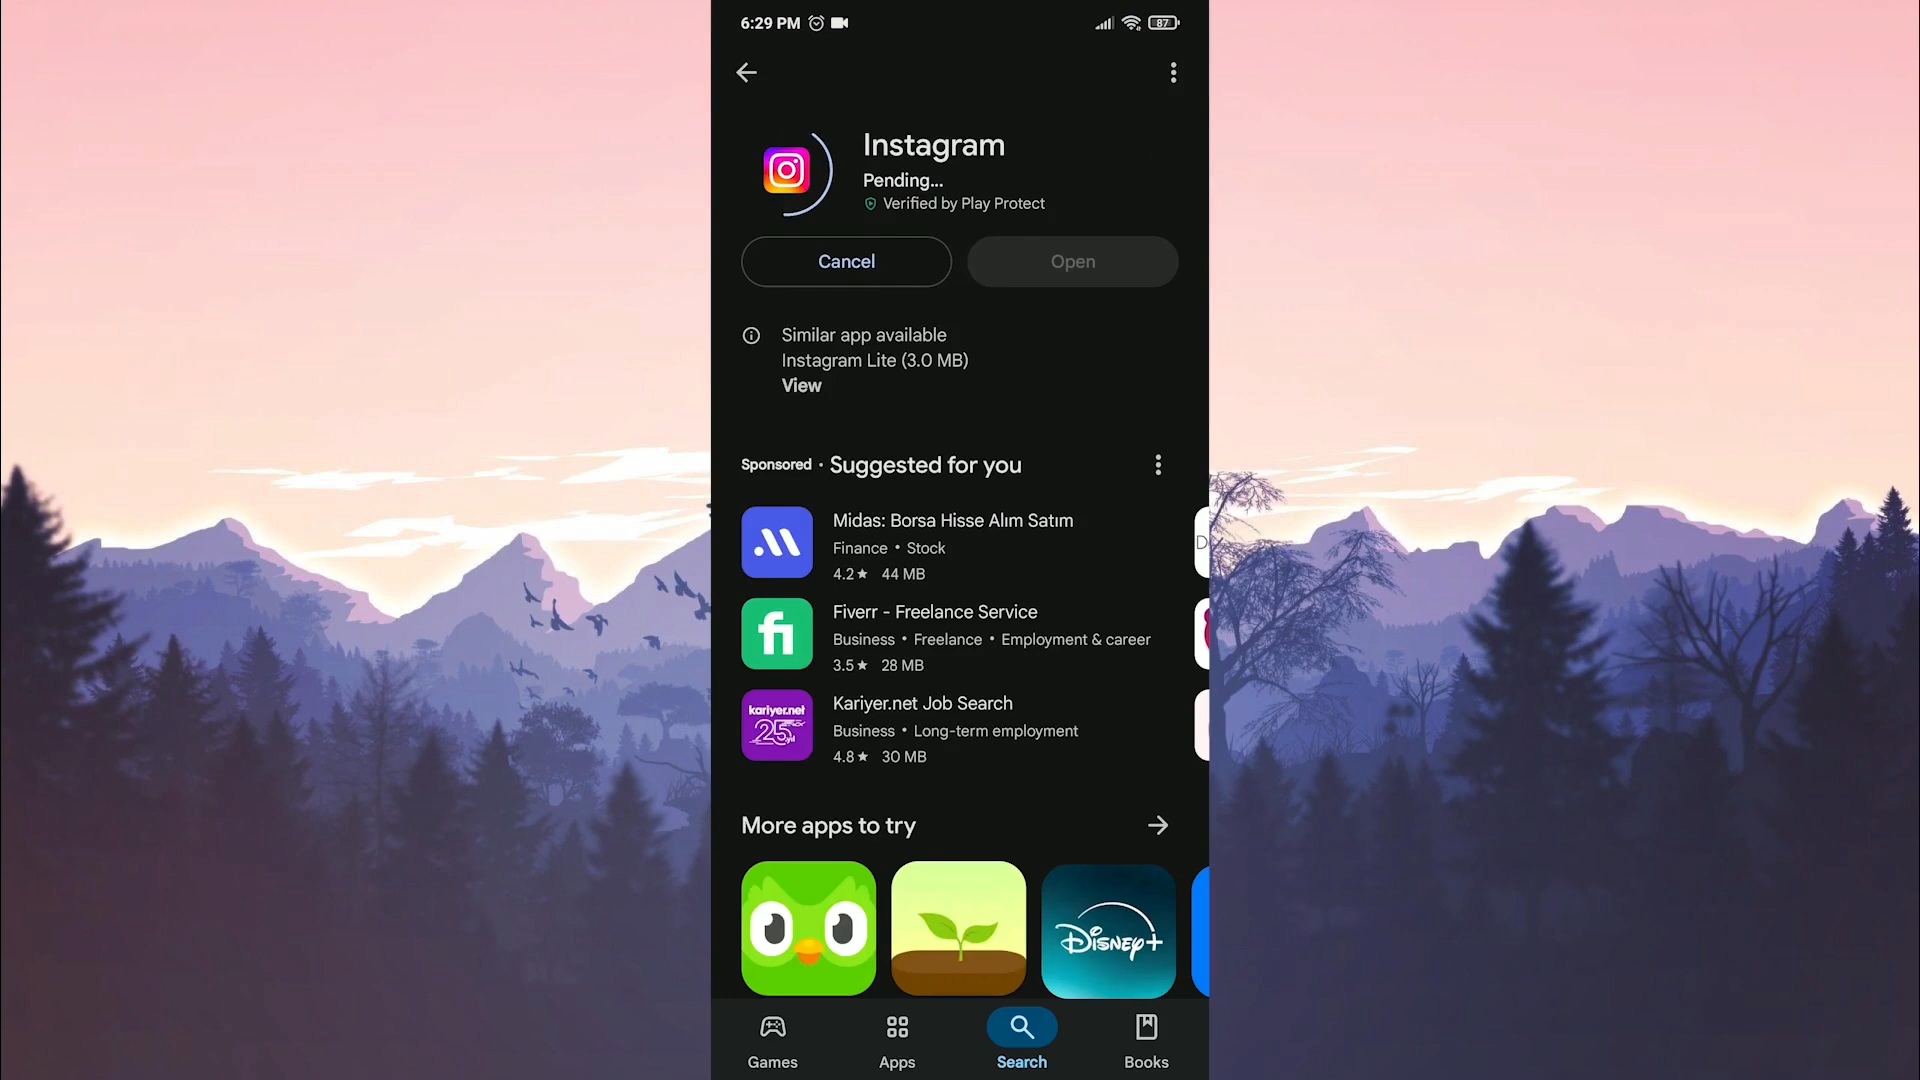 6:29 PM
87
Instagram
Pending...
Verified by Play Protect
Cancel
Open
Similar app available
Instagram Lite (3.0 MB)
View
Sponsored • Suggested for you
Midas: Borsa Hisse Alım Satım
Finance • Stock
4.2★ 44 MB
D
Fiverr - Freelance Service
Business • Freelance • Employment & career
3.5★ 28 MB
fi
Kariyer.net Job Search
Business • Long-term employment
4.8★ 30 MB
kariyer.net
25.yıl
More apps to try
Disney+
Games
Apps
Search
Books